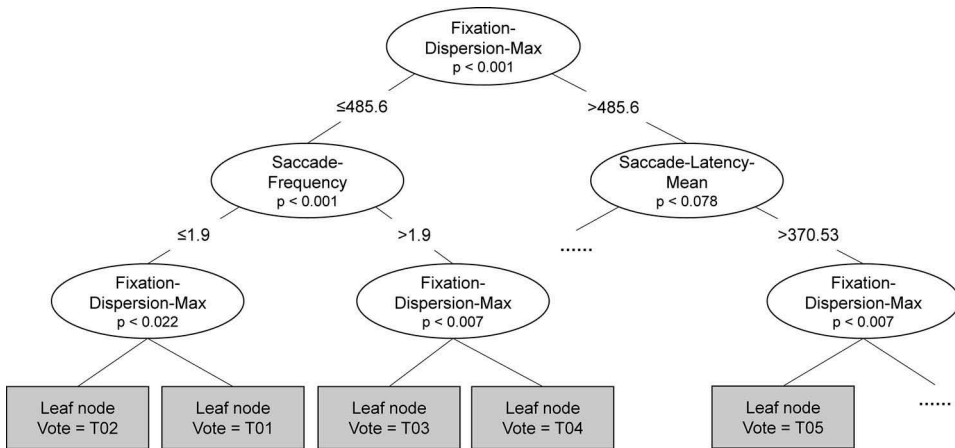 Fixation-
Dispersion-Max
p < 0.001
≤485.6
>485.6
Saccade-
Frequency
p < 0.001
Saccade-Latency-
Mean
p < 0.078
≤1.9
>1.9
......
>370.53
Fixation-
Dispersion-Max
p < 0.022
Fixation-
Dispersion-Max
p < 0.007
Fixation-
Dispersion-Max
p < 0.007
Leaf node
Vote = T02
Leaf node
Vote = T01
Leaf node
Vote = T03
Leaf node
Vote = T04
Leaf node
Vote = T05
......